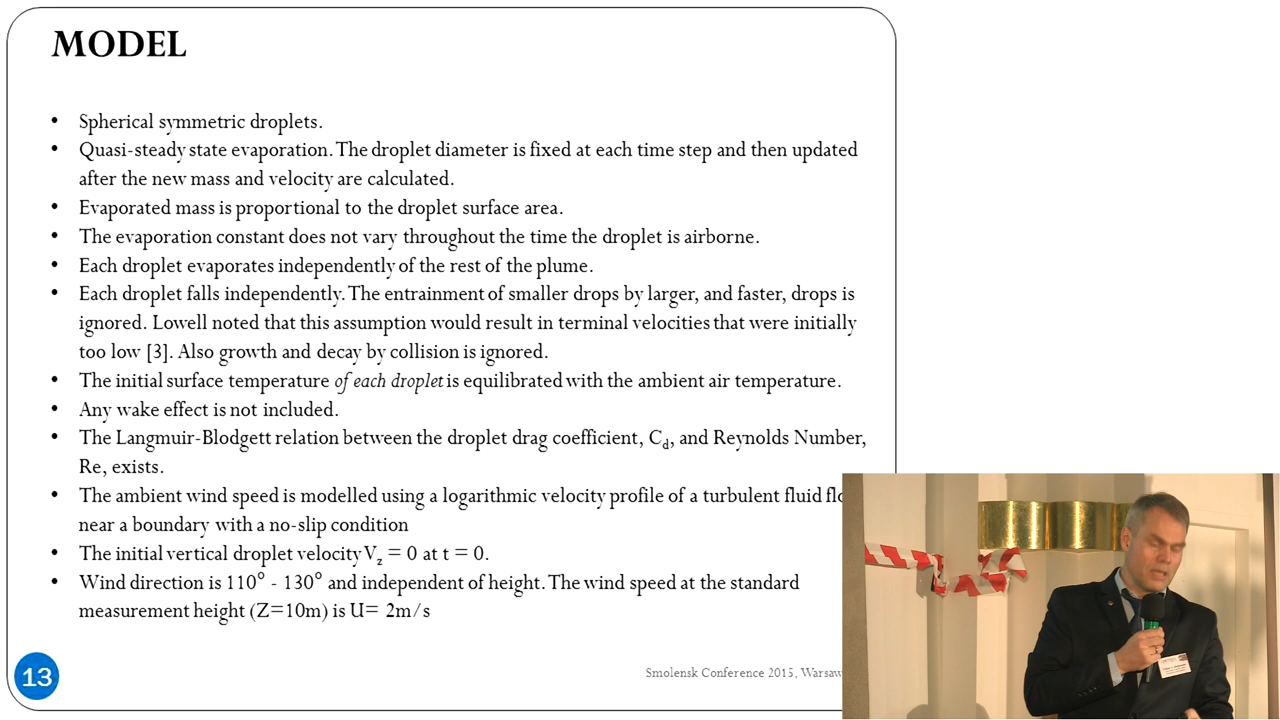 MODEL
• Spherical symmetric droplets.
• Quasi-steady state evaporation. The droplet diameter is fixed at each time step and then updated
after the new mass and velocity are calculated.
• Evaporated mass is proportional to the droplet surface area.
• The evaporation constant does not vary throughout the time the droplet is airborne.
• Each droplet evaporates independently of the rest of the plume.
• Each droplet falls independently. The entrainment of smaller drops by larger, and faster, drops is
ignored. Lowell noted that this assumption would result in terminal velocities that were initially
too low [3]. Also growth and decay by collision is ignored.
• The initial surface temperature of each droplet is equilibrated with the ambient air temperature.
• Any wake effect is not included.
• The Langmuir-Blodgett relation between the droplet drag coefficient, Cd, and Reynolds Number,
Re, exists.
• The ambient wind speed is modelled using a logarithmic velocity profile of a turbulent fluid flo
near a boundary with a no-slip condition
• The initial vertical droplet velocity Vz = 0 at t = 0.
• Wind direction is 110° - 130° and independent of height. The wind speed at the standard
measurement height (Z=10m) is U= 2m/s
13
Smolensk Conference 2015, Warsaw